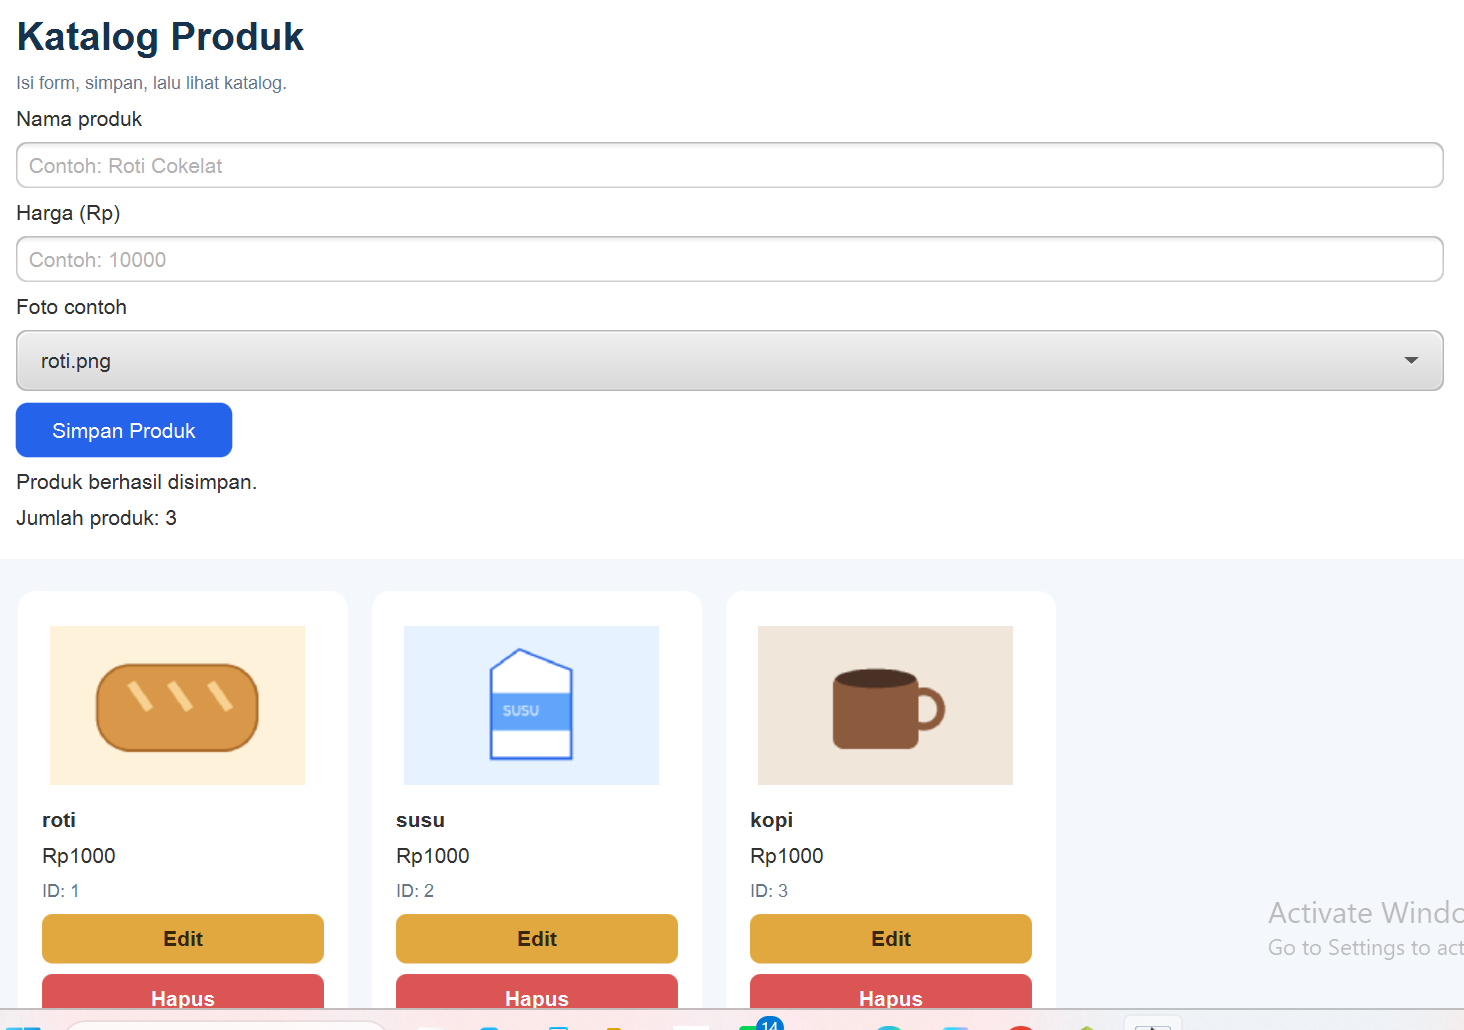 Katalog Produk
Isi form, simpan, lalu lihat katalog.
Nama produk
Contoh: Roti Cokelat
Harga (Rp)
Contoh: 10000
Foto contoh
roti.png
Simpan Produk
Produk berhasil disimpan.
Jumlah produk: 3
SUSU
roti
Rp1000
ID: 1
Edit
Hapus
susu
Rp1000
ID: 2
Edit
Hapus
kopi
Rp1000
ID: 3
Edit
Hapus
Activate Windo
Go to Settings to act
14